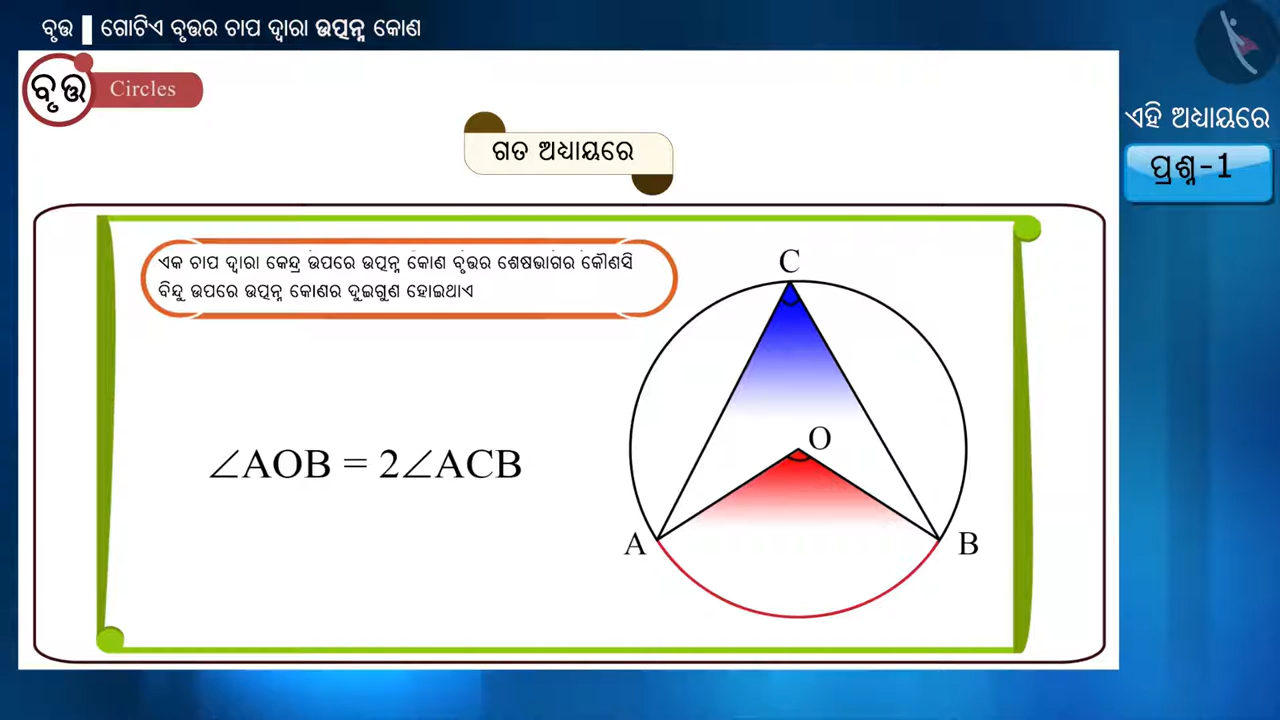 ବୃତ୍ତ ▌ଗୋଟିଏ ବୃତ୍ତର ଚାପ ଦ୍ଵାରା ଉତ୍ପନ୍ନ କୋଣ
ବୃତ୍ତ
Circles
ଏହି ଅଧ୍ୟାୟରେ
ପ୍ରଶ୍ନ-1
ଗତ ଅଧ୍ୟାୟରେ
ଏକ ଚାପ ଦ୍ଵାରା କେନ୍ଦ୍ର ଉପରେ ଉତ୍ପନ୍ନ କୋଣ ବୃତ୍ତର ଶେଷଭାଗର କୌଣସି
ବିନ୍ଦୁ ଉପରେ ଉତ୍ପନ୍ନ କୋଣର ଦୁଇଗୁଣ ହୋଇଥାଏ
C
O
∠AOB = 2∠ACB
A
B